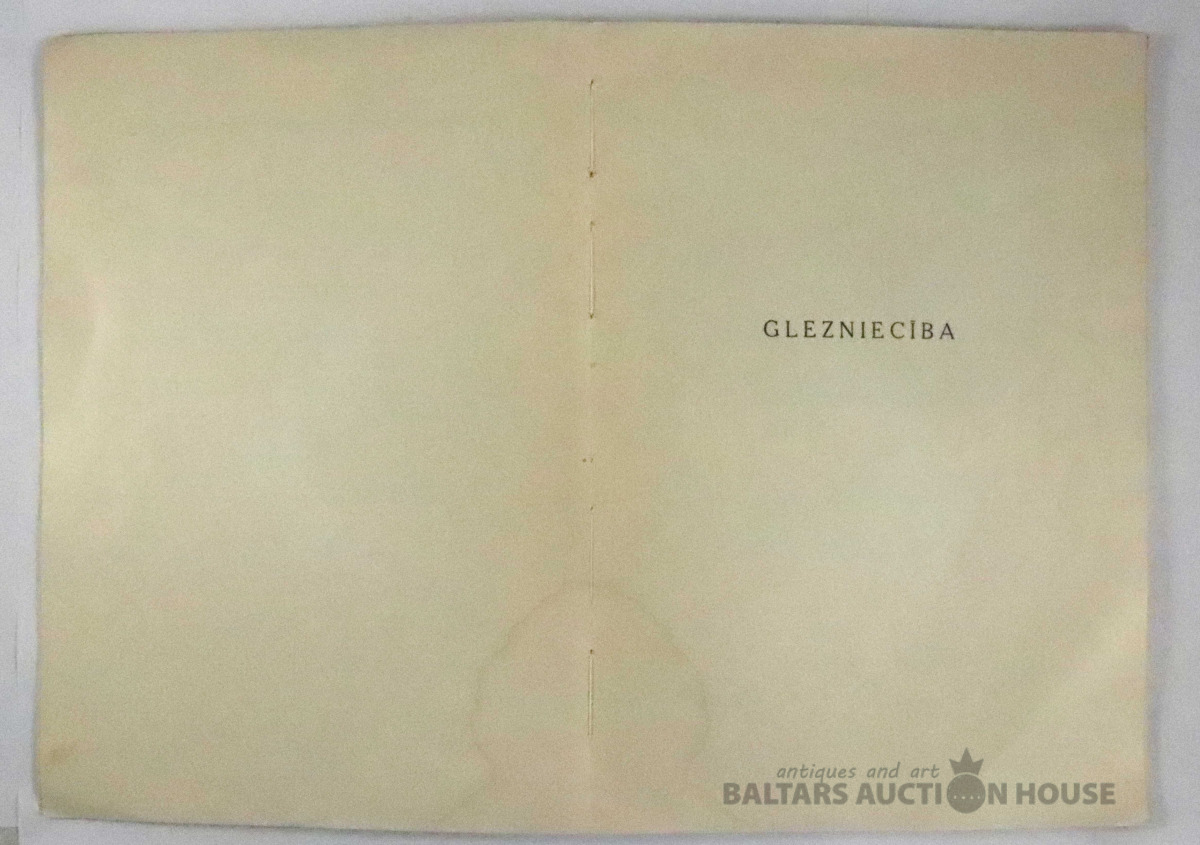 GLEZNIECĪBA
antiques and art
BALTARS AUCTION HOUSE